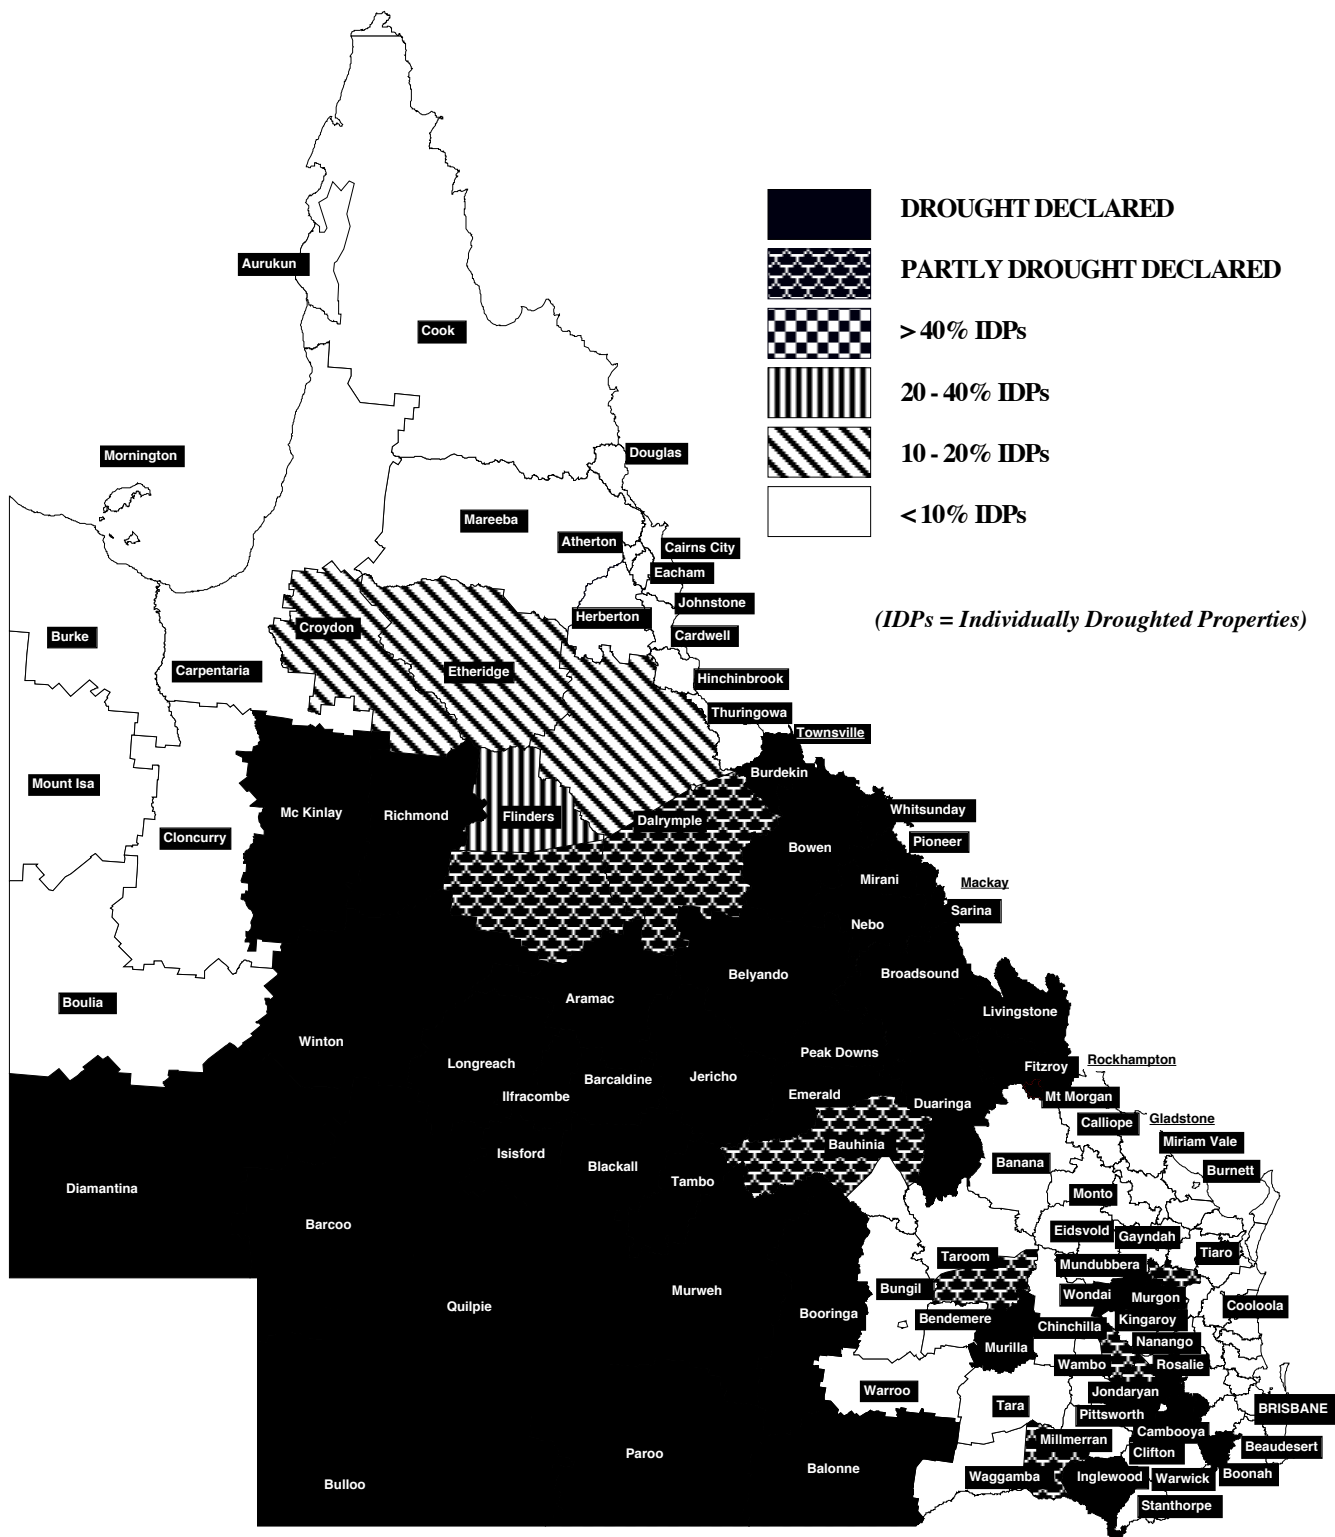 DROUGHT DECLARED
Aurukun
PARTLY DROUGHT DECLARED
Cook
> 40% IDPs
20 - 40% IDPs
Mornington
Douglas
10 - 20% IDPs
Mareeba
< 10% IDPs
Atherton
Cairns City
Eacham
Johnstone
Herberton
(IDPs = Individually Droughted Properties)
Croydon
Burke
Cardwell
Carpentaria
Etheridge
Hinchinbrook
Thuringowa
Townsville
Burdekin
Mount Isa
Mc Kinlay
Richmond
Flinders
Dalrymple
Whitsunday
Cloncurry
Bowen
Pioneer
Mirani
Mackay
Sarina
Nebo
Belyando
Broadsound
Boulia
Aramac
Livingstone
Winton
Longreach
Peak Downs
Rockhampton
Fitzroy
Barcaldine
Jericho
Ilfracombe
Emerald
Duaringa
Mt Morgan
Calliope
Gladstone
Bauhinia
Miriam Vale
Isisford
Blackall
Banana
Burnett
Tambo
Diamantina
Monto
Barcoo
Eidsvold
Gayndah
Taroom
Tiaro
Mundubbera
Murweh
Bungil
Wondai
Murgon
Quilpie
Booringa
Cooloola
Bendemere
Kingaroy
Chinchilla
Nanango
Murilla
Wambo
Rosalie
Warroo
Jondaryan
Tara
BRISBANE
Pittsworth
Cambooya
Millmerran
Beaudesert
Paroo
Clifton
Balonne
Boonah
Waggamba
Inglewood
Warwick
Bulloo
Stanthorpe